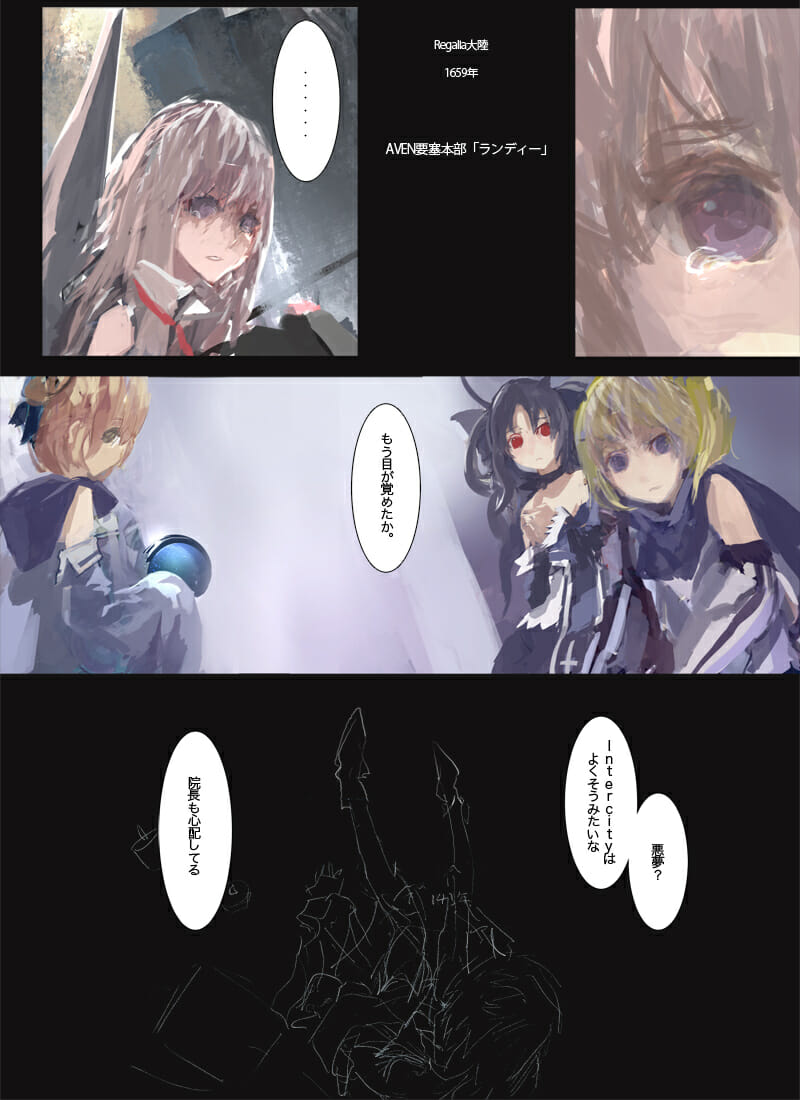 Regalia大陸
1659年
AVEN要塞本部「ランディー」
・・・・・・
もう目が覚めたか。
悪夢？
Intercityは
よくそうみたいな
院長も心配してる